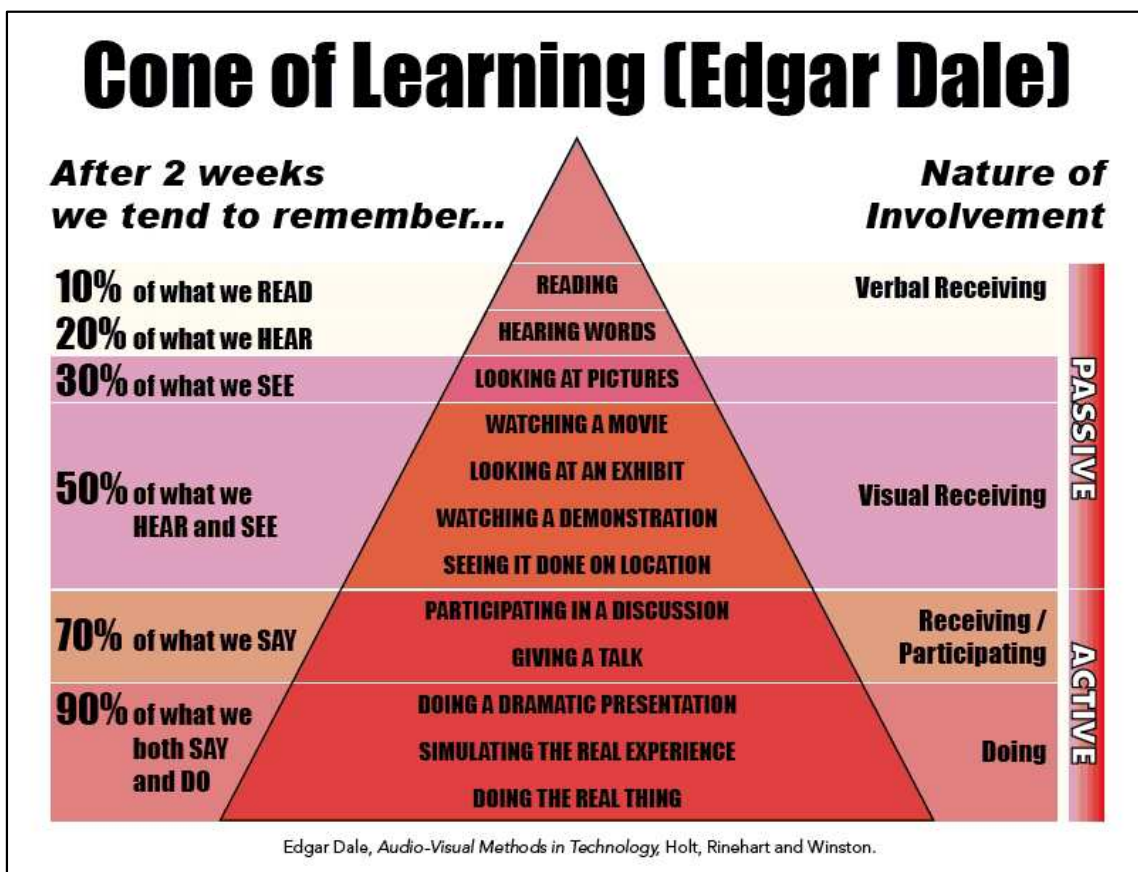 Cone of Learning (Edgar Dale)
After 2 weeks
we tend to remember...
Nature of
Involvement
10% of what we READ
READING
Verbal Receiving
20% of what we HEAR
HEARING WORDS
30% of what we SEE
LOOKING AT PICTURES
50% of what we
HEAR and SEE
WATCHING A MOVIE
LOOKING AT AN EXHIBIT
WATCHING A DEMONSTRATION
SEEING IT DONE ON LOCATION
Visual Receiving
PASSIVE
70% of what we SAY
PARTICIPATING IN A DISCUSSION
GIVING A TALK
Receiving /
Participating
90% of what we
both SAY
and DO
DOING A DRAMATIC PRESENTATION
SIMULATING THE REAL EXPERIENCE
DOING THE REAL THING
Doing
ACTIVE
Edgar Dale, Audio-Visual Methods in Technology, Holt, Rinehart and Winston.